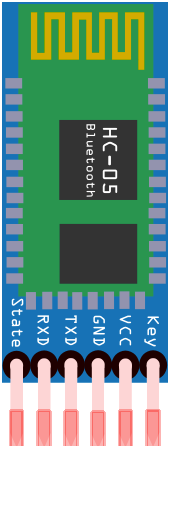 HC-05
Bluetooth
State
RXD
TXD
GND
VCC
Key